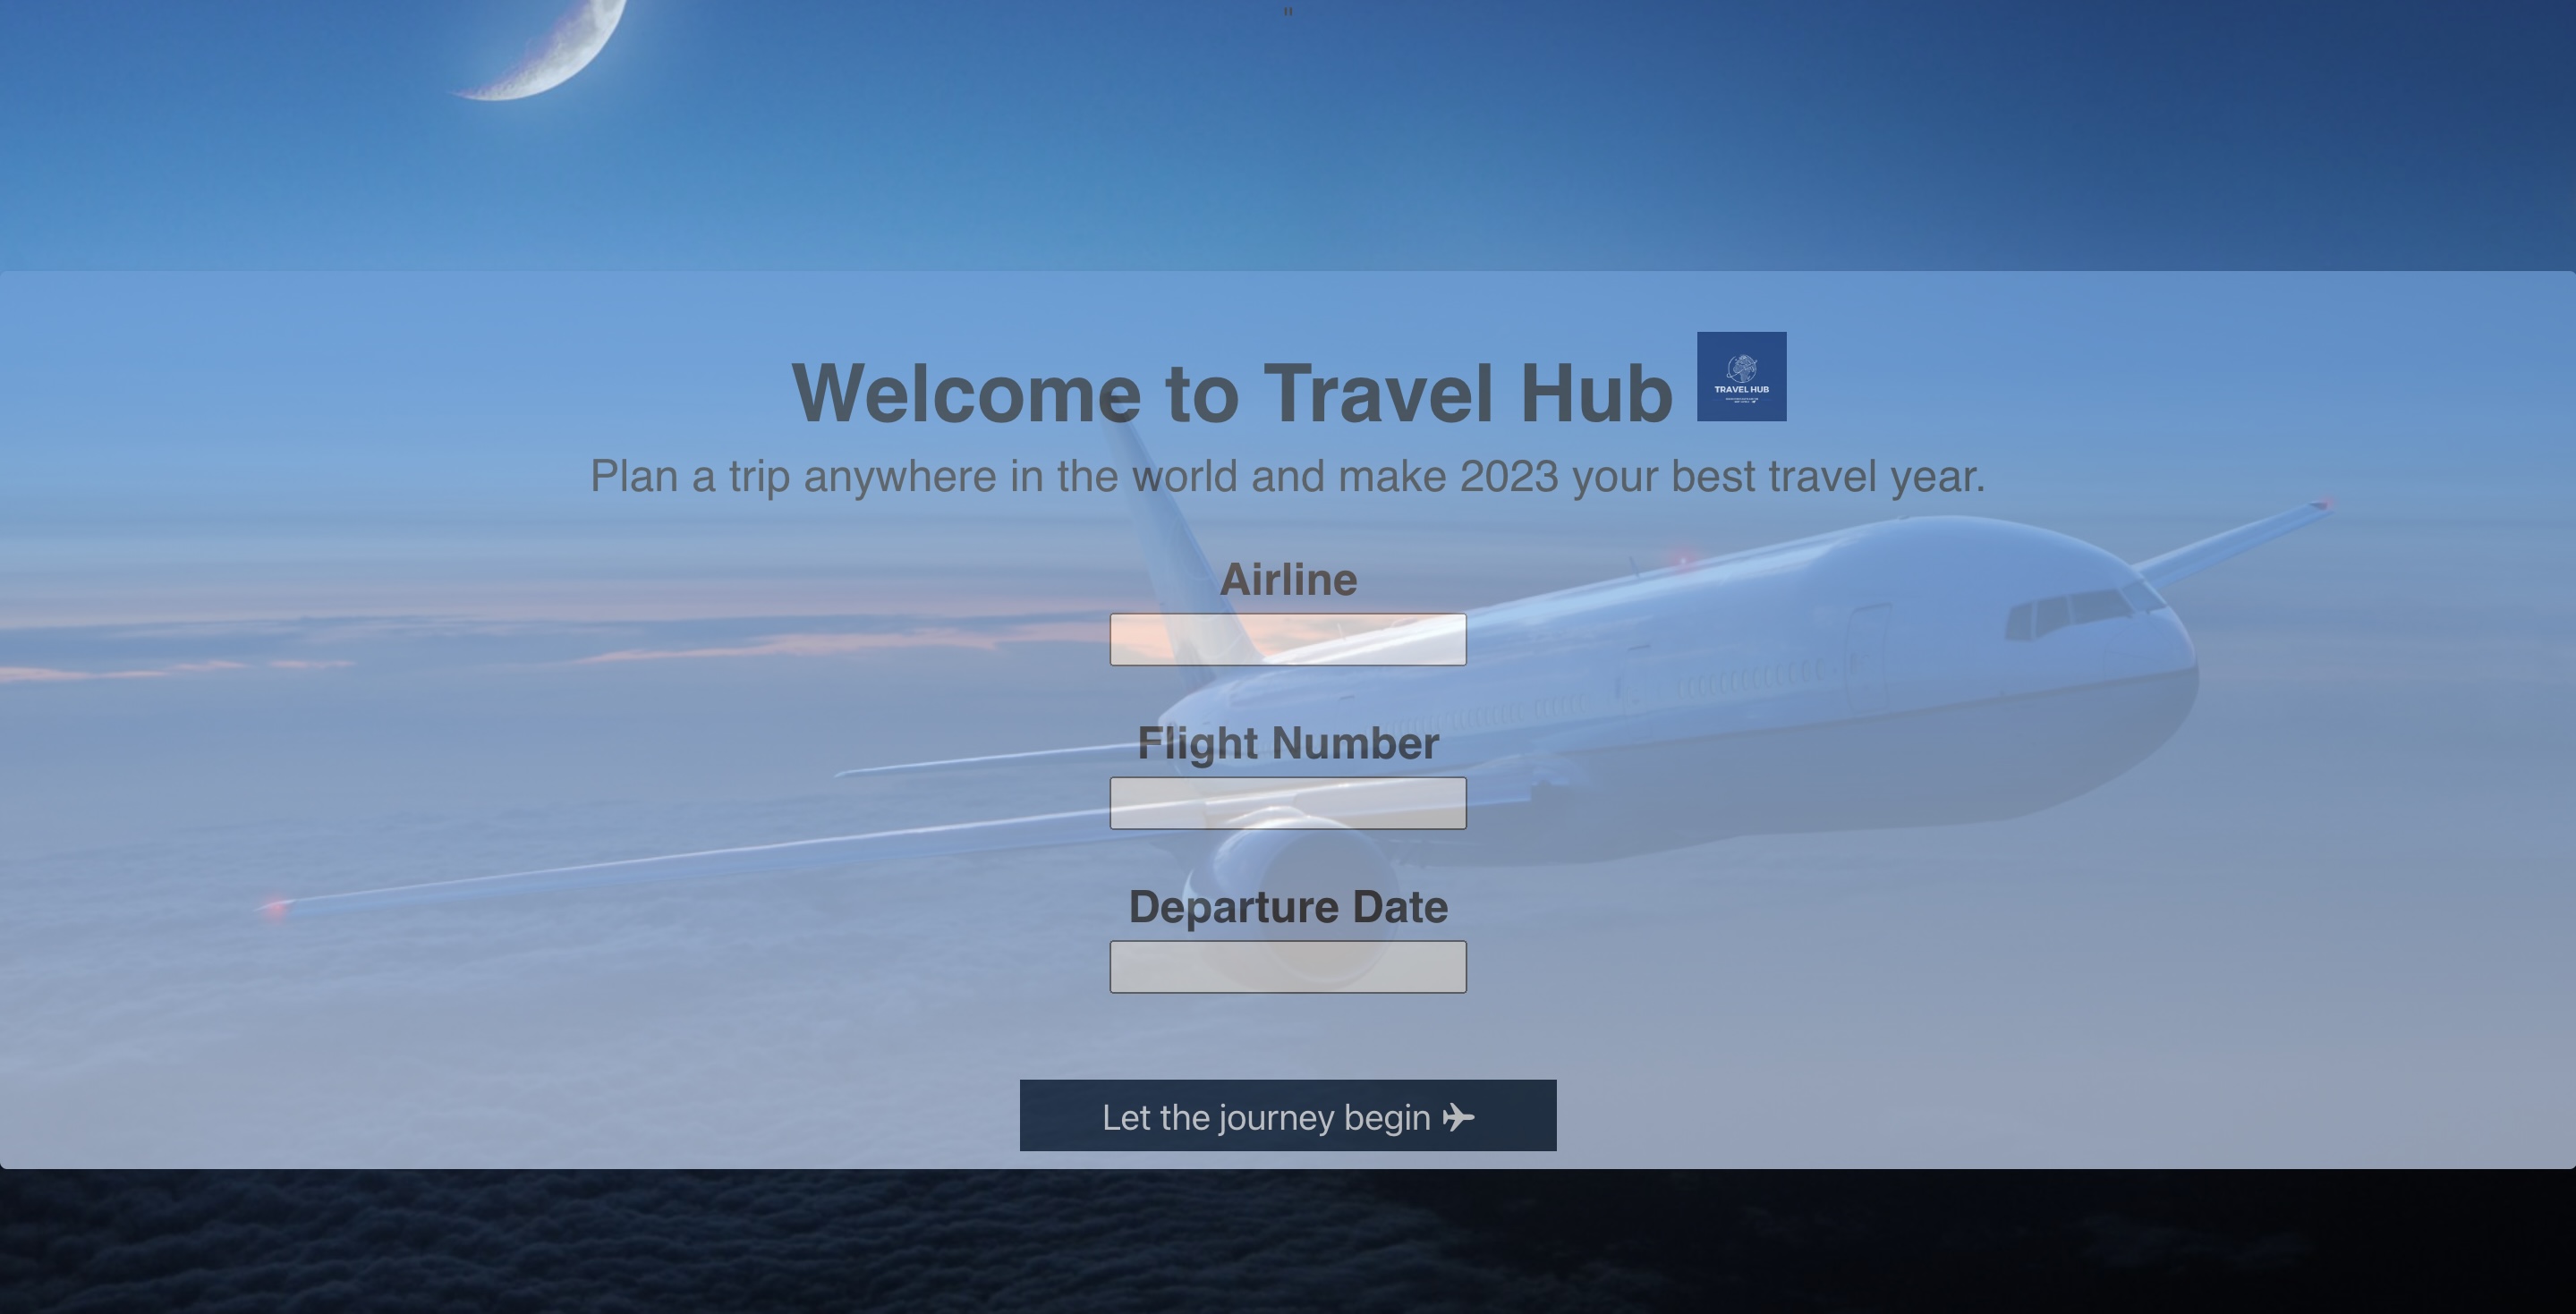 "
Welcome to Travel Hub
TRAVEL HUB
Plan a trip anywhere in the world and make 2023 your best travel year.
Airline
Flight Number
Departure Date
Let the journey begin